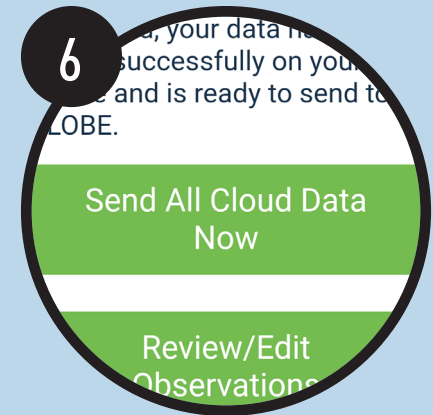 6
your data
successfully on
and is ready to send to
LOBE.
Send All Cloud Data
Now
Review/Edit
Observations